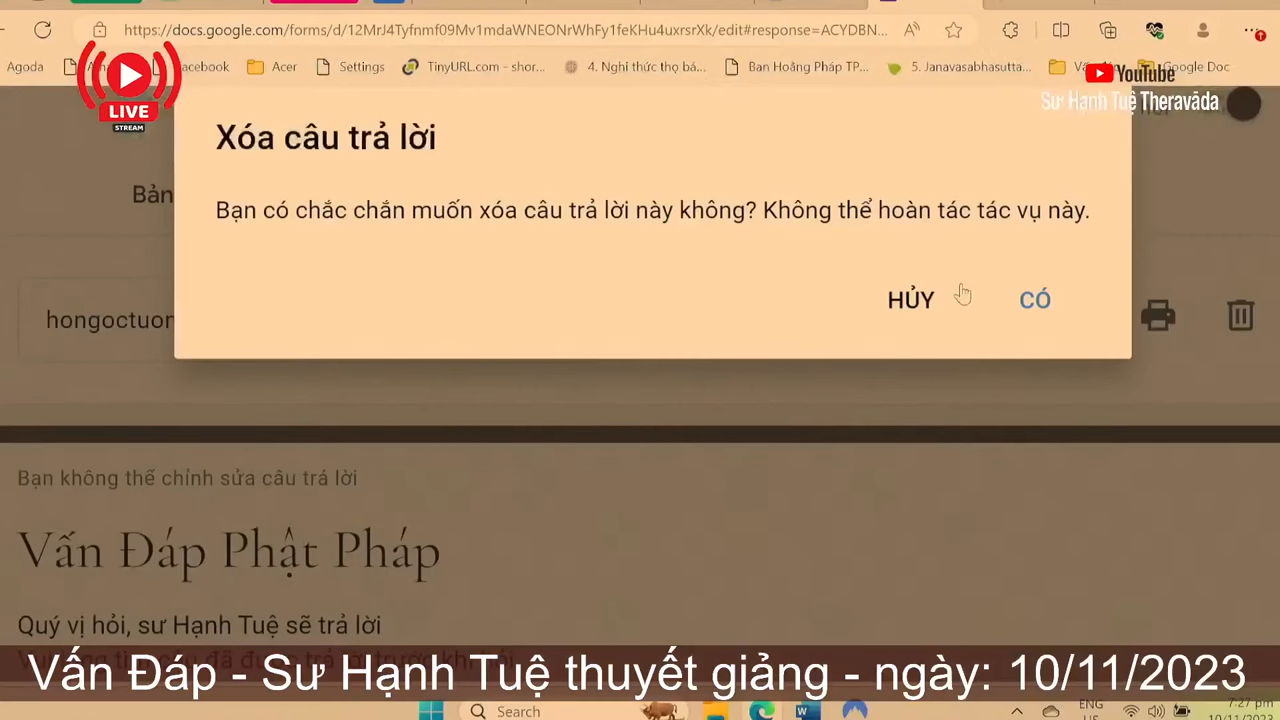 https://docs.google.com/forms/d/12MrJ4Tyfnmf09Mv1mdaWNEONrWhFy1feKHu4uxrsrXk/edit#response=ACYDBN...
Agoda
acebook
Acer
Settings
TinyURL.com - shor...
4. Nghi thức thọ bá...
Ban Hoằng Pháp TP...
5. Janavasabhasutta...
Google Doc
LIVE
STREAM
YouTube
Sư Hạnh Tuệ Theravāda
Xóa câu trả lời
Bản
Bạn có chắc chắn muốn xóa câu trả lời này không? Không thể hoàn tác tác vụ này.
HỦY
CÓ
hongoctuon
Bạn không thể chỉnh sửa câu trả lời
Vấn Đáp Phật Pháp
Quý vị hỏi, sư Hạnh Tuệ sẽ trả lời
Vấn Đáp - Sư Hạnh Tuệ thuyết giảng - ngày: 10/11/2023
Search
ENG
7:27 pm